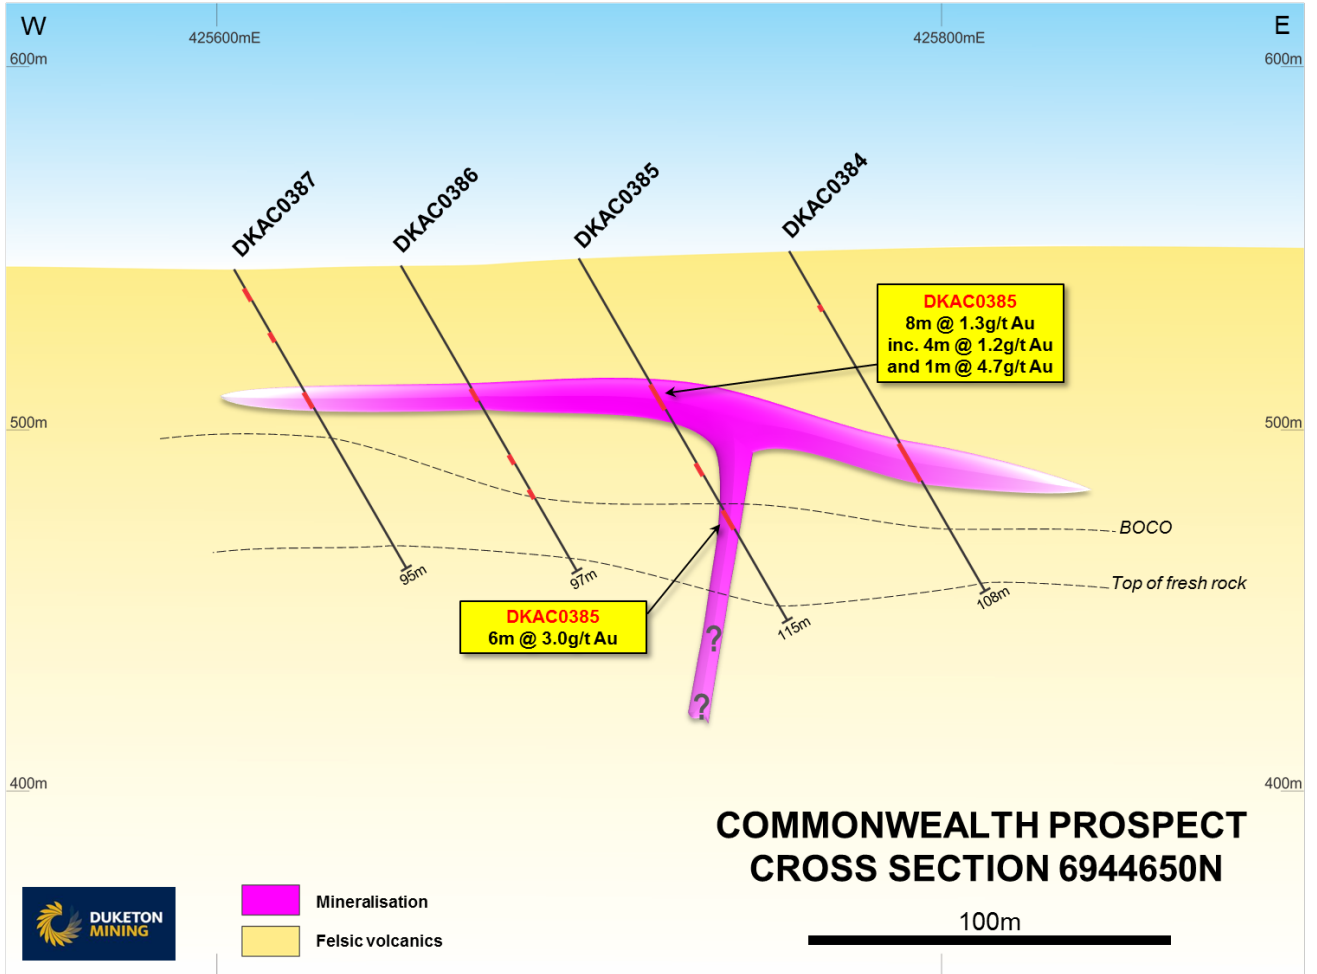 W
E
425600mE
425800mE
600m
600m
DKAC0387
DKAC0386
DKAC0385
DKAC0384
DKAC0385
8m @ 1.3g/t Au
inc. 4m @ 1.2g/t Au
and 1m @ 4.7g/t Au
500m
500m
BOCO
Top of fresh rock
95m
97m
115m
108m
DKAC0385
6m @ 3.0g/t Au
?
?
400m
400m
COMMONWEALTH PROSPECT
CROSS SECTION 6944650N
100m
DUKETON
MINING
Mineralisation
Felsic volcanics